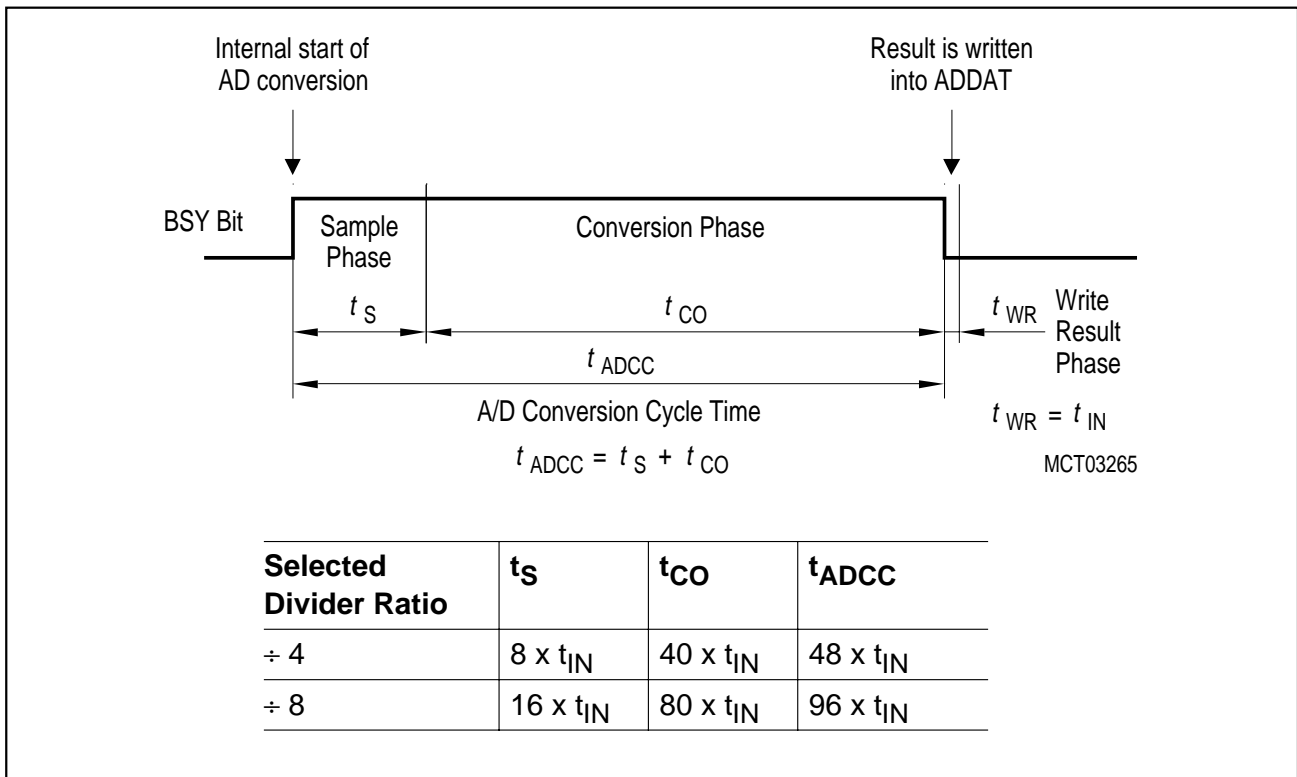 Internal start of
AD conversion
Result is written
into ADDAT
BSY Bit
Sample
Phase
Conversion Phase
t S
t CO
t WR
Write
Result
Phase
t ADCC
A/D Conversion Cycle Time
t WR = t IN
t ADCC = t S + t CO
MCT03265
Selected
Divider Ratio
tS
tCO
tADCC
÷ 4
8 x tIN
40 x tIN
48 x tIN
÷ 8
16 x tIN
80 x tIN
96 x tIN